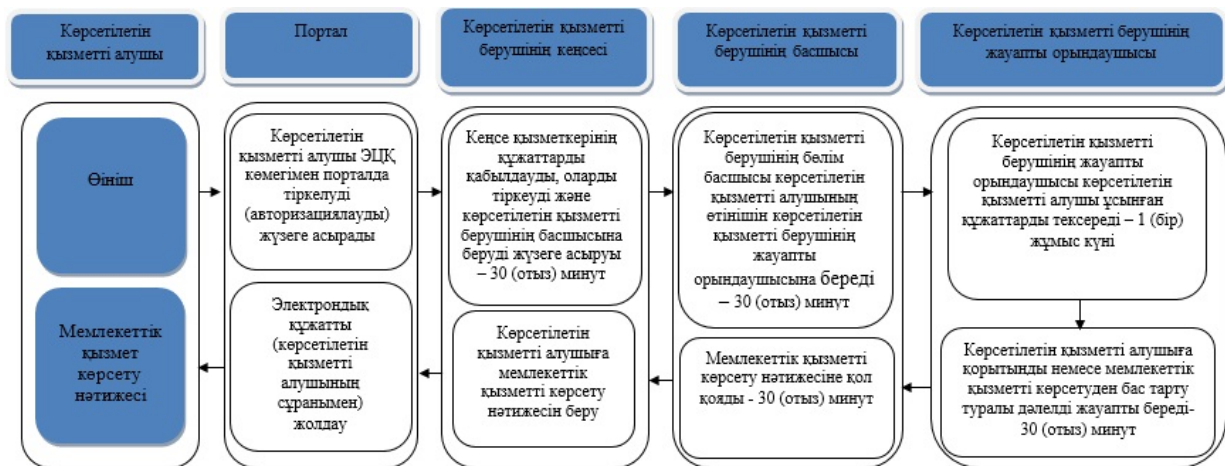 Көрсетілетін
қызметті алушы
Портал
Көрсетілетін қызметті
берушінің кеңсесі
Көрсетілетін қызметті
берушінің басшысы
Көрсетілетін қызметті берушінің
жауапты орындаушысы
Өініш
Көрсетілетін
қызметті алушы ЭЦҚ
көмегімен порталда
тіркелуді
(авторизациялауды)
жүзеге асырады
Кеңсе қызметкерінің
құжаттарды
қабылдауды, оларды
тіркеуді және
көрсетілетін қызметті
берушінің басшысына
беруді жүзеге асыруы
– 30 (отыз) минут
Көрсетілетін қызметті
берушінің бөлім
басшысы көрсетілетін
қызметті алушының
өтінішін көрсетілетін
қызметті берушінің
жауапты
орындаушысына береді
– 30 (отыз) минут
Көрсетілетін қызметті
берушінің жауапты
орындаушысы көрсетілетін
қызметті алушы ұсынған
құжаттарды тексереді – 1 (бір)
жұмыс күні
Мемлекеттік
қызмет
көрсету
нәтижесі
Электрондық
құжатты
(көрсетілетін
қызметті
алушының
сұранымен)
жолдау
Көрсетілетін
қызметті алушыға
мемлекеттік
қызметті көрсету
нәтижесін беру
Мемлекеттік қызметті
көрсету нәтижесіне қол
қояды - 30 (отыз) минут
Көрсетілетін қызметті алушыға
қорытынды немесе мемлекеттік
қызметті көрсетуден бас тарту
туралы дәлелді жауапты береді-
30 (отыз) минут